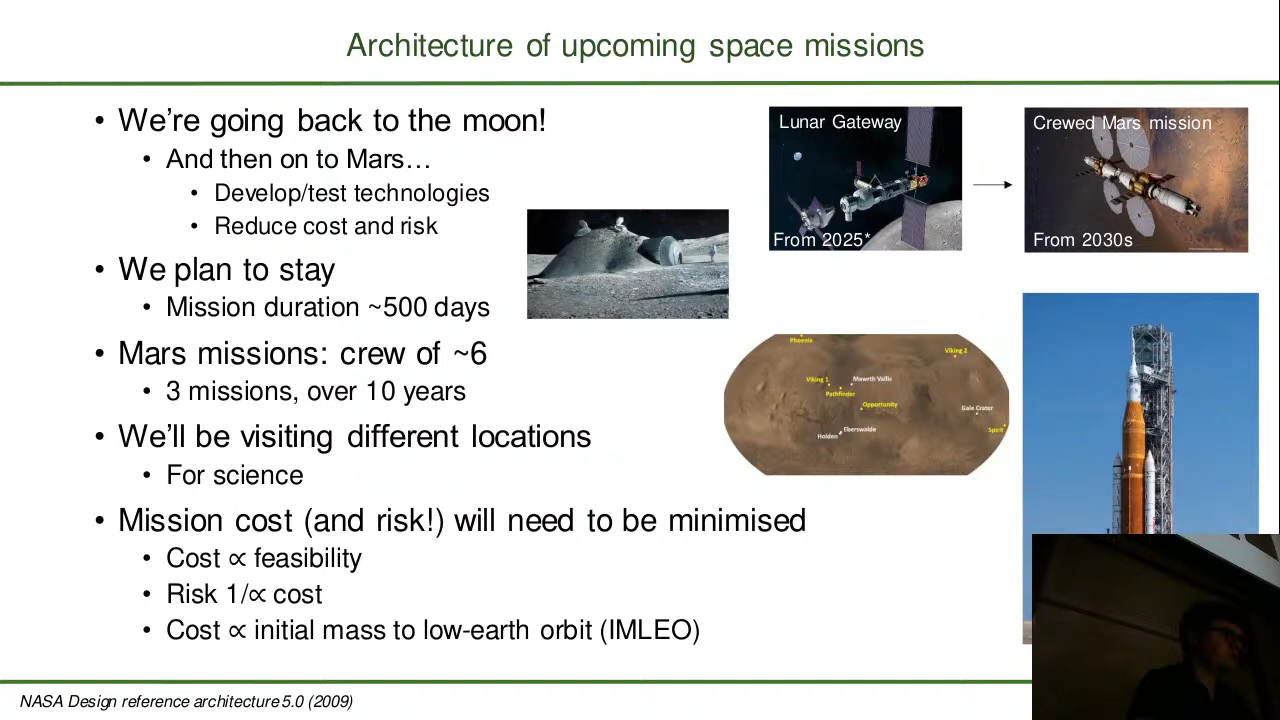 Architecture of upcoming space missions
• We’re going back to the moon!
• And then on to Mars…
• Develop/test technologies
• Reduce cost and risk
• We plan to stay
• Mission duration ~500 days
• Mars missions: crew of ~6
• 3 missions, over 10 years
• We’ll be visiting different locations
• For science
• Mission cost (and risk!) will need to be minimised
• Cost ∝ feasibility
• Risk 1/∝ cost
• Cost ∝ initial mass to low-earth orbit (IMLEO)
Lunar Gateway
From 2025*
Crewed Mars mission
From 2030s
Phoenix
Viking 2
Viking 1
Mawrth Vallis
Pathfinder
Opportunity
Gale Crater
Spirit
Eberswalde
Holden
NASA Design reference architecture 5.0 (2009)